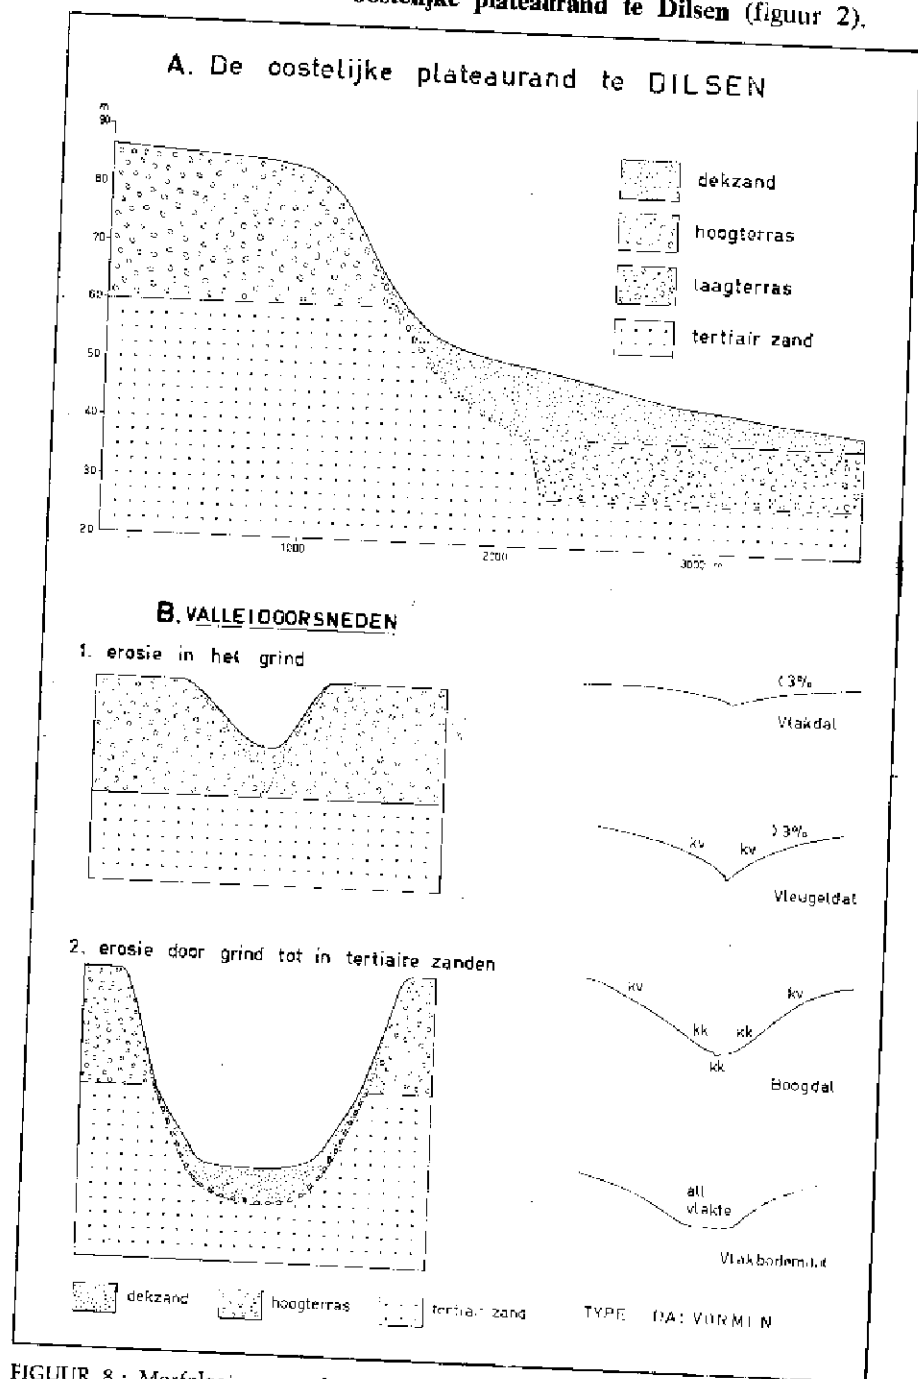 oostelijke plateaurand te Dilsen (figuur 2).
A. De oostelijke plateaurand te DILSEN
m
90
80
70
60
50
40
30
20
1000
2000
3000 m
dekzand
hoogterras
laagterras
tertiair zand
B. VALLEIDOORSNEDEN
1. erosie in het grind
<3%
Vlakdal
kv
kv
>3%
Vleugeldal
2. erosie door grind tot in tertiaire zanden
kv
kv
kk
kk
kk
Boogdal
all
vlakte
Vlakbodemdal
dekzand
hoogterras
tertiair zand
TYPE DALVORMEN
FIGUUR 8: